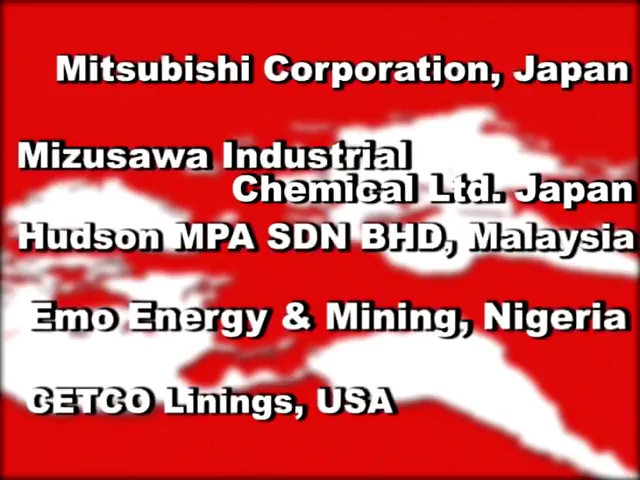 Mitsubishi Corporation, Japan
Mizusawa Industrial
Chemical Ltd. Japan
Hudson MPA SDN BHD, Malaysia
Emo Energy & Mining, Nigeria
CETCO Linings, USA